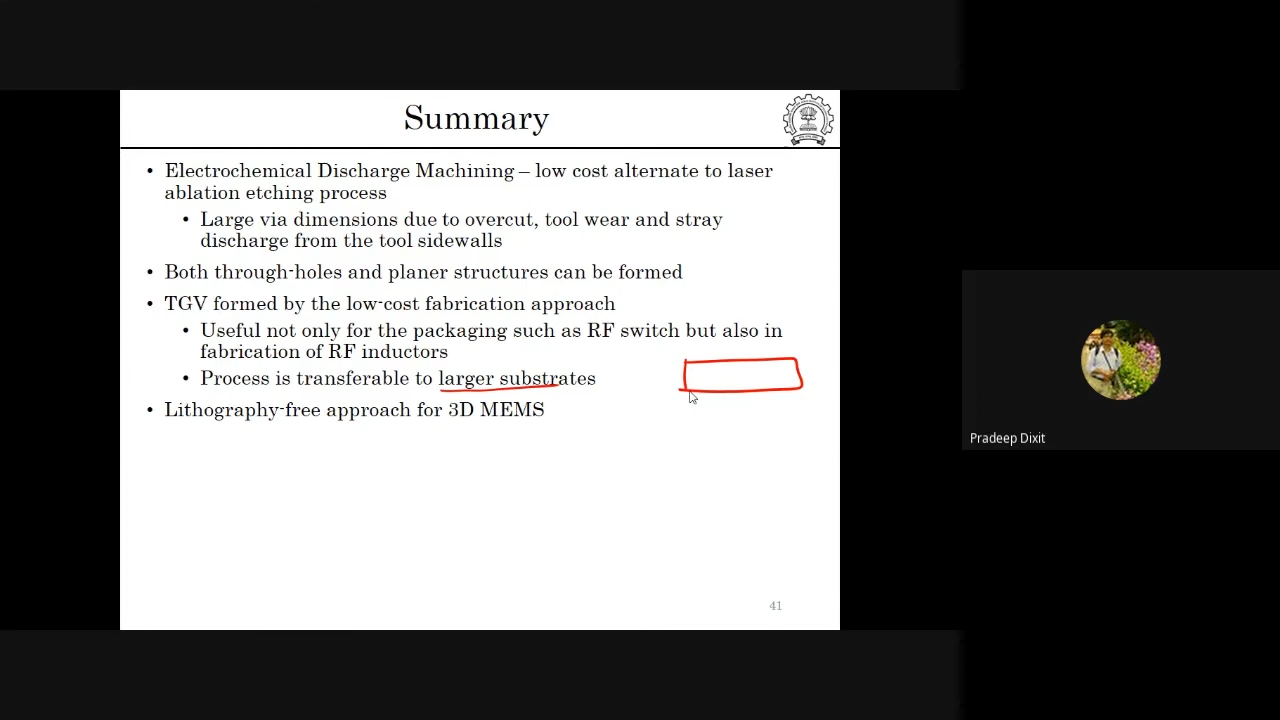 Summary
• Electrochemical Discharge Machining – low cost alternate to laser
ablation etching process
• Large via dimensions due to overcut, tool wear and stray
discharge from the tool sidewalls
• Both through-holes and planer structures can be formed
• TGV formed by the low-cost fabrication approach
• Useful not only for the packaging such as RF switch but also in
fabrication of RF inductors
• Process is transferable to larger substrates
• Lithography-free approach for 3D MEMS
41
Pradeep Dixit